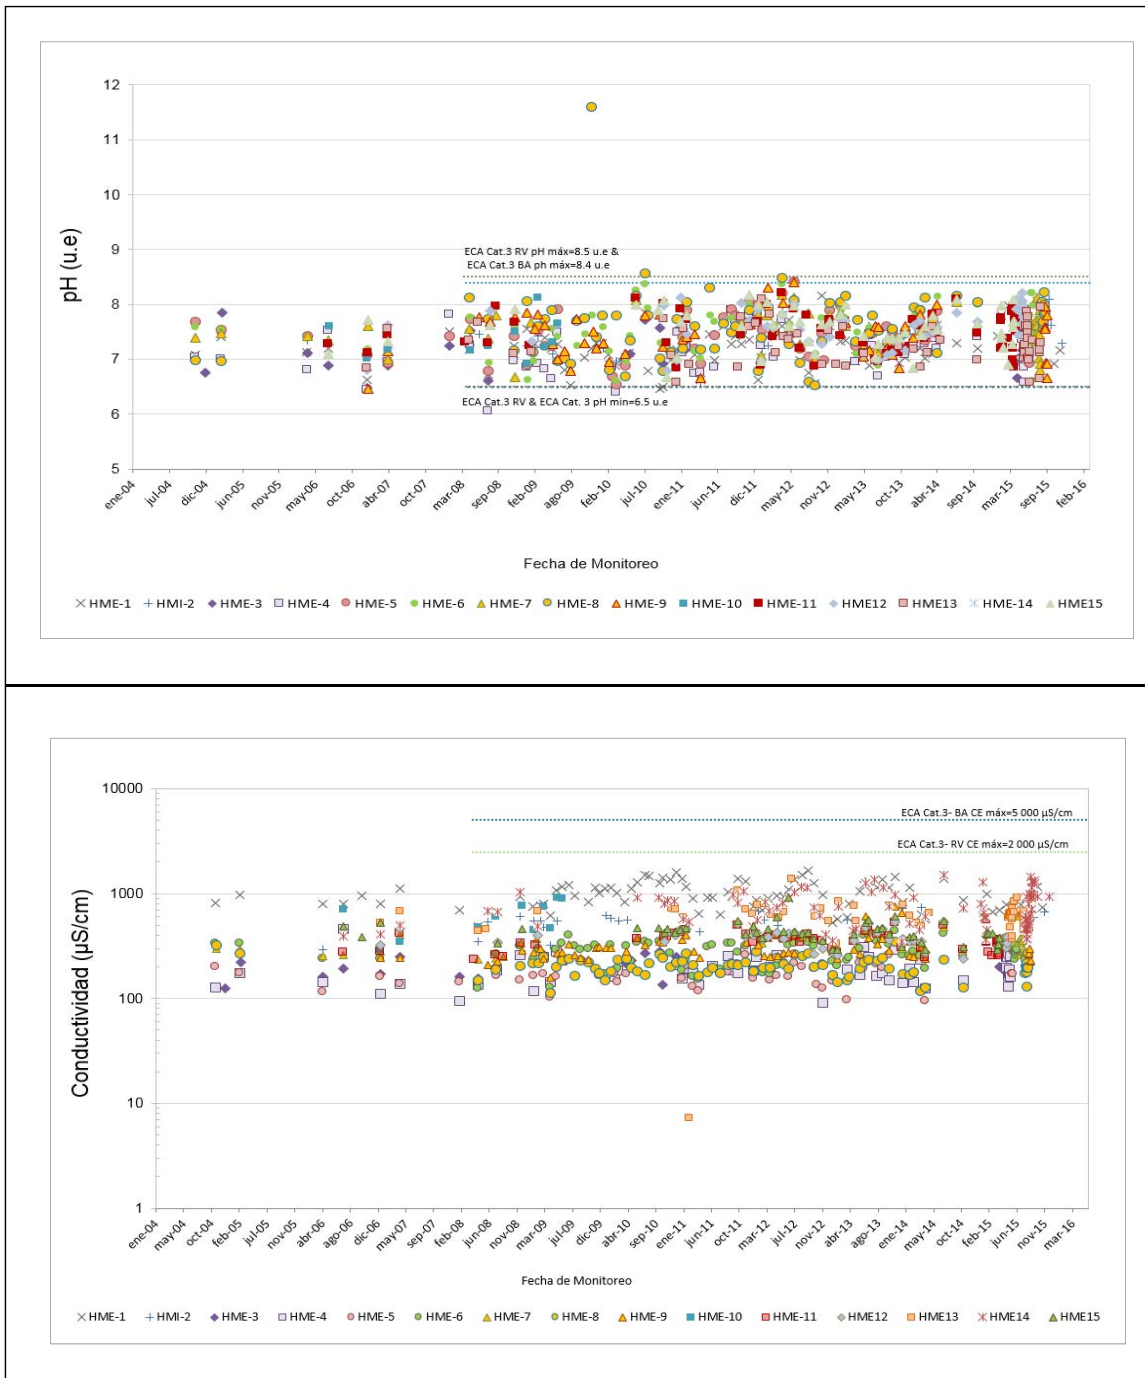 12
11
10
9
8
7
6
5
pH (u.e)
ECA Cat.3 RV pH máx=8.5 u.e &
ECA Cat.3 BA ph máx=8.4 u.e
ECA Cat.3 RV & ECA Cat. 3 pH min=6.5 u.e
ene-04 jul-04 dic-04 jun-05 nov-05 may-06 oct-06 abr-07 oct-07 mar-08 sep-08 feb-09 ago-09 feb-10 jul-10 ene-11 jun-11 dic-11 may-12 nov-12 may-13 oct-13 abr-14 sep-14 mar-15 sep-15 feb-16
Fecha de Monitoreo
HME-1 HMI-2 HME-3 HME-4 HME-5 HME-6 HME-7 HME-8 HME-9 HME-10 HME-11 HME12 HME13 HME-14 HME15
10000
1000
100
10
1
Conductividad (µS/cm)
ECA Cat.3- BA CE máx=5 000 µS/cm
ECA Cat.3- RV CE máx=2 000 µS/cm
ene-04 may-04 oct-04 feb-05 jul-05 nov-05 abr-06 ago-06 dic-06 may-07 sep-07 feb-08 jun-08 nov-08 mar-09 jul-09 dic-09 abr-10 sep-10 ene-11 jun-11 oct-11 mar-12 jul-12 nov-12 abr-13 ago-13 ene-14 may-14 oct-14 feb-15 jun-15 nov-15 mar-16
Fecha de Monitoreo
HME-1 HMI-2 HME-3 HME-4 HME-5 HME-6 HME-7 HME-8 HME-9 HME-10 HME-11 HME12 HME13 HME14 HME15